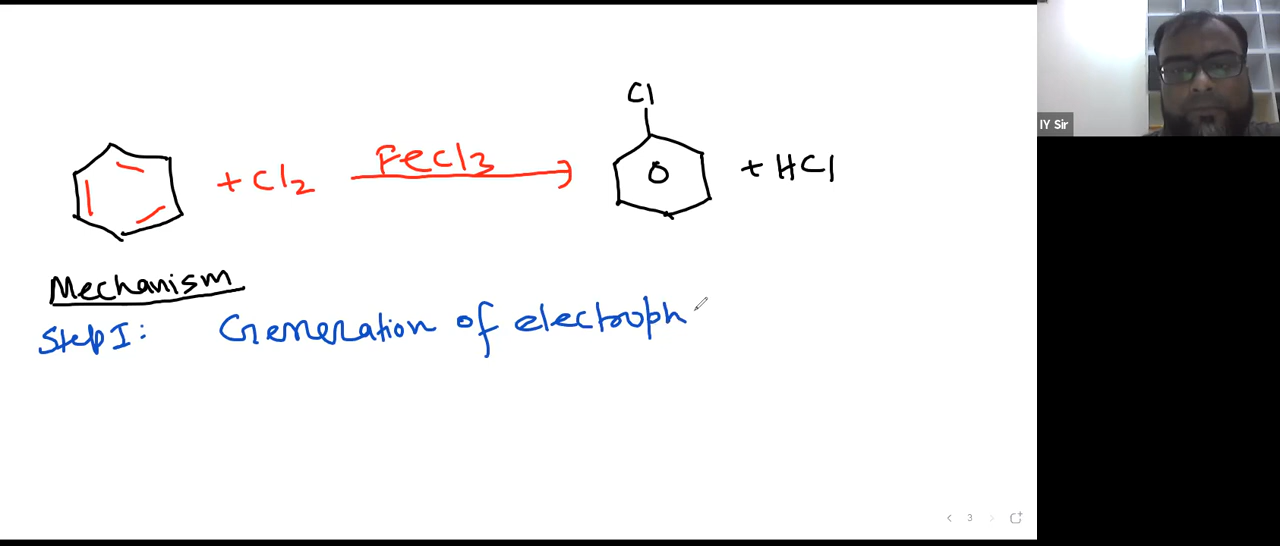 Cl
+ Cl2 FeCl3 + HCl
Mechanism
Step I: Generation of electroph
IY Sir
3